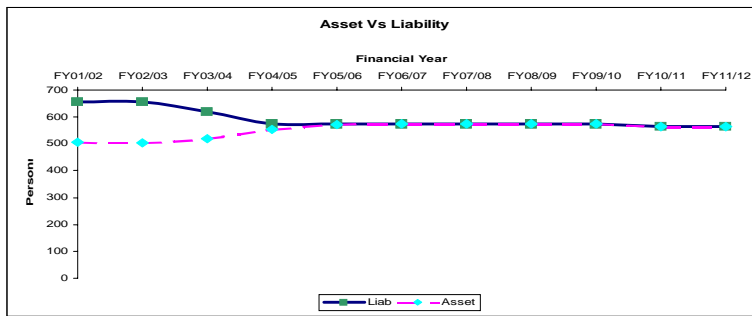 Asset Vs Liability
Financial Year
FY01/02 FY02/03 FY03/04 FY04/05 FY05/06 FY06/07 FY07/08 FY08/09 FY09/10 FY10/11 FY11/12
700
600
500
400
300
200
100
0
Liab Asset